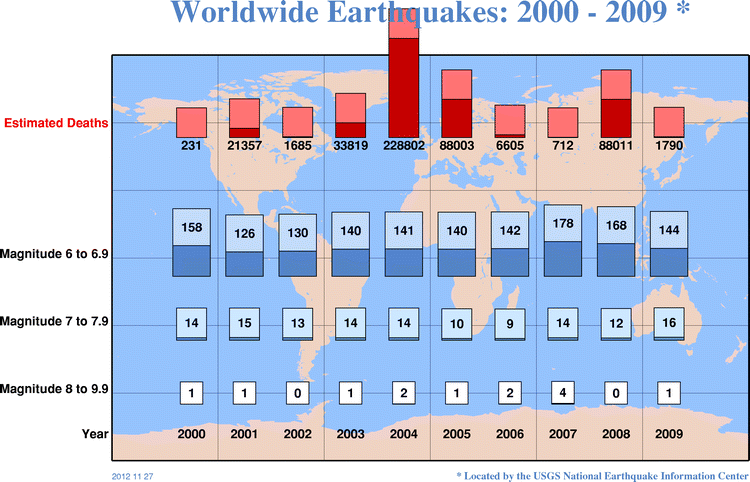 Worldwide Earthquakes: 2000 - 2009 *
Estimated Deaths
231 21357 1685 33819 228802 88003 6605 712 88011 1790
Magnitude 6 to 6.9
158 126 130 140 141 140 142 178 168 144
Magnitude 7 to 7.9
14 15 13 14 14 10 9 14 12 16
Magnitude 8 to 9.9
1 1 0 1 2 1 2 4 0 1
Year 2000 2001 2002 2003 2004 2005 2006 2007 2008 2009
2012 11 27 * Located by the USGS National Earthquake Information Center